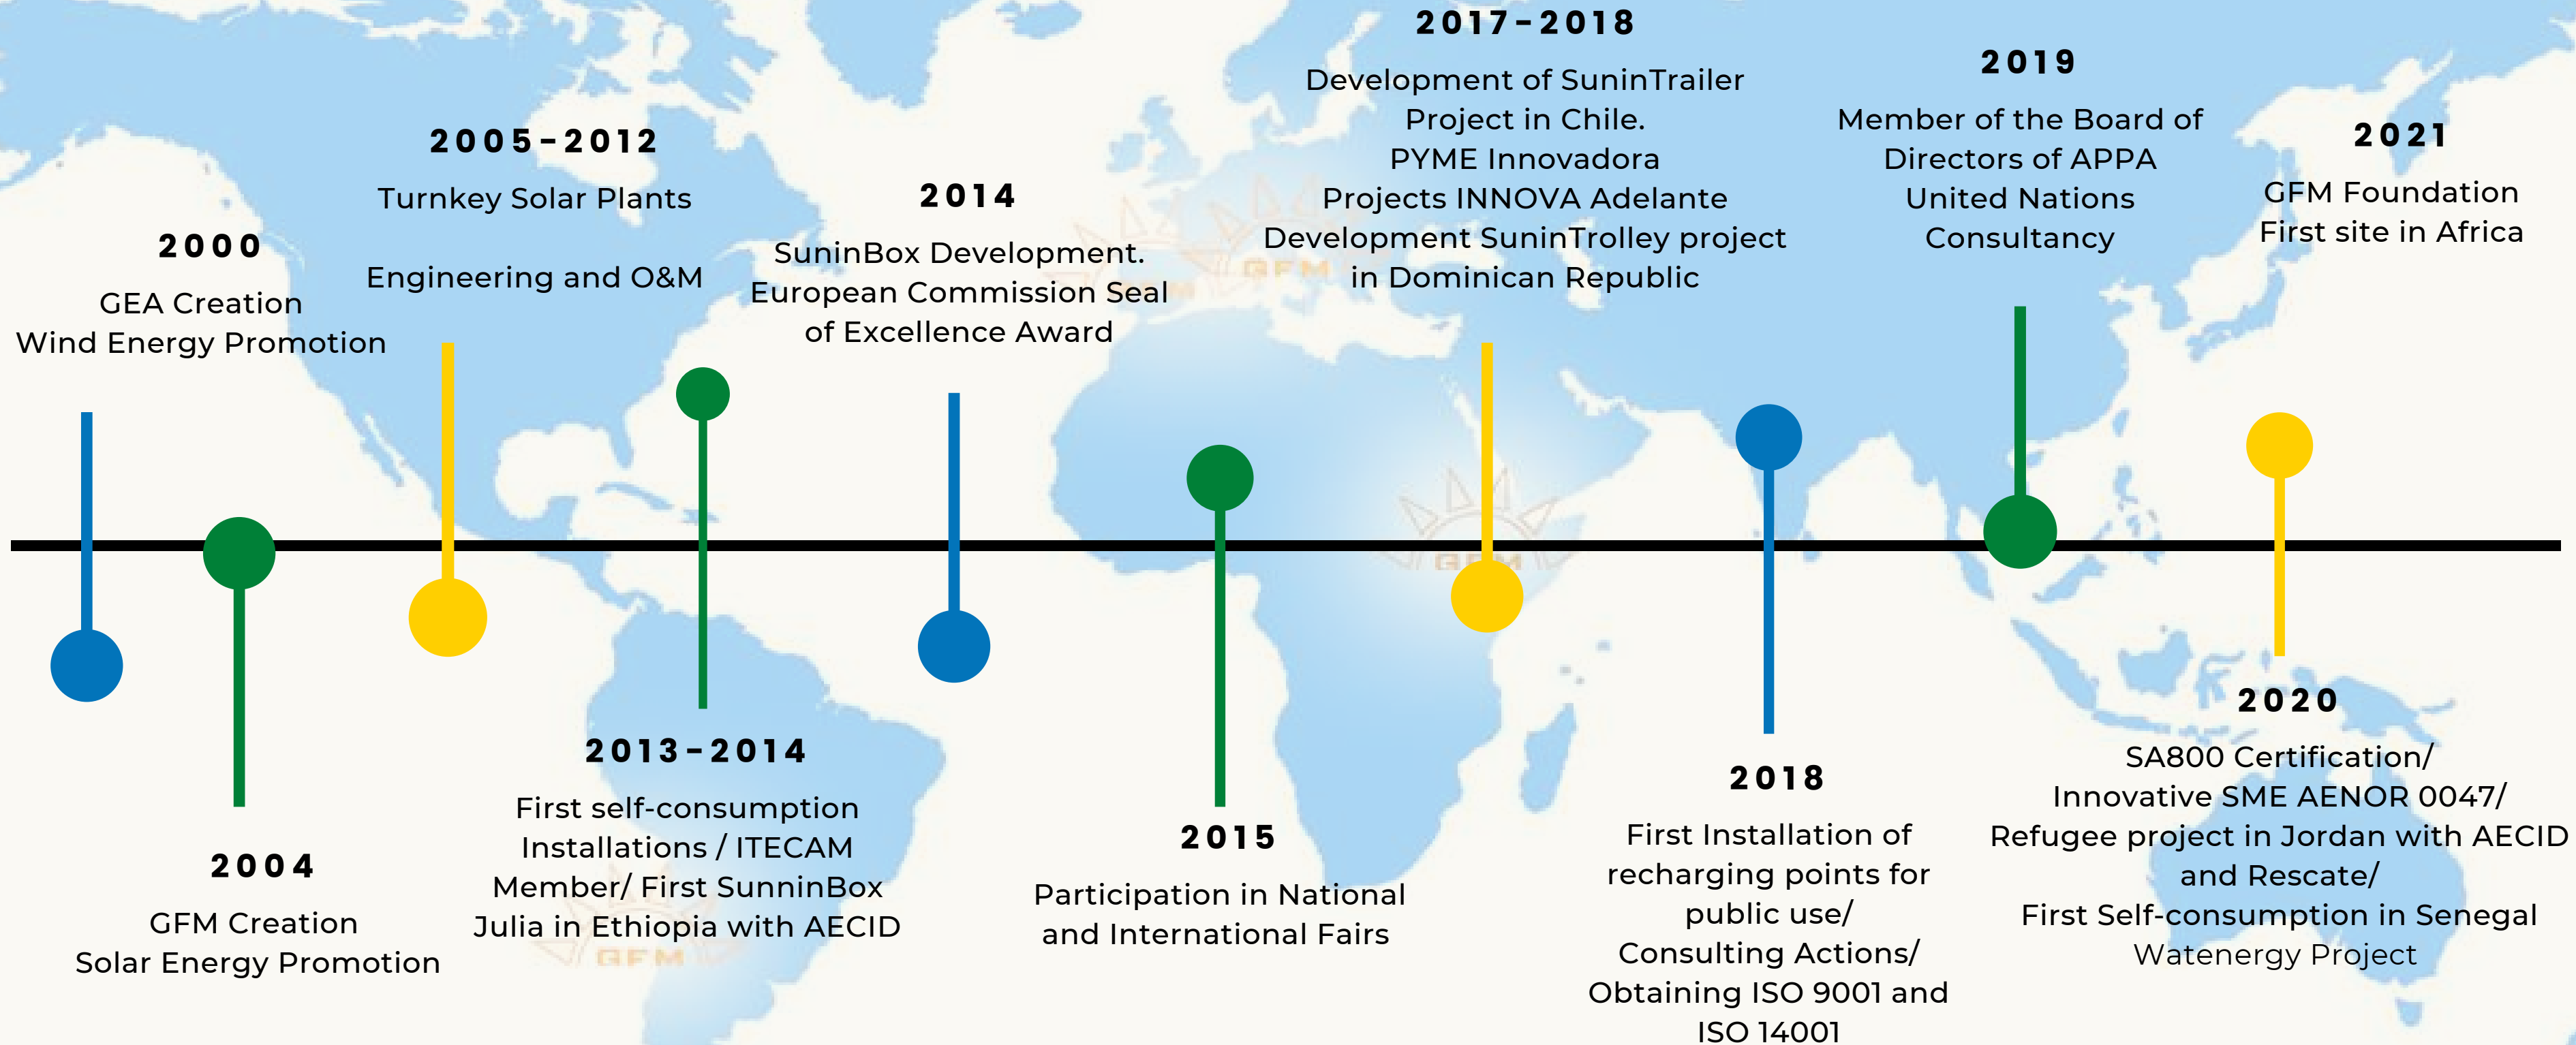 2000
GEA Creation
Wind Energy Promotion
2004
GFM Creation
Solar Energy Promotion
2005-2012
Turnkey Solar Plants
Engineering and O&M
2013-2014
First self-consumption
Installations / ITECAM
Member/ First SunninBox
Julia in Ethiopia with AECID
2014
SuninBox Development.
European Commission Seal
of Excellence Award
2015
Participation in National
and International Fairs
2017-2018
Development of SuninTrailer
Project in Chile.
PYME Innovadora
Projects INNOVA Adelante
Development SuninTrolley project
in Dominican Republic
2018
First Installation of
recharging points for
public use/
Consulting Actions/
Obtaining ISO 9001 and
ISO 14001
2019
Member of the Board of
Directors of APPA
United Nations
Consultancy
2020
SA800 Certification/
Innovative SME AENOR 0047/
Refugee project in Jordan with AECID
and Rescate/
First Self-consumption in Senegal
Watenergy Project
2021
GFM Foundation
First site in Africa
GFM
GFM
GFM
GFM